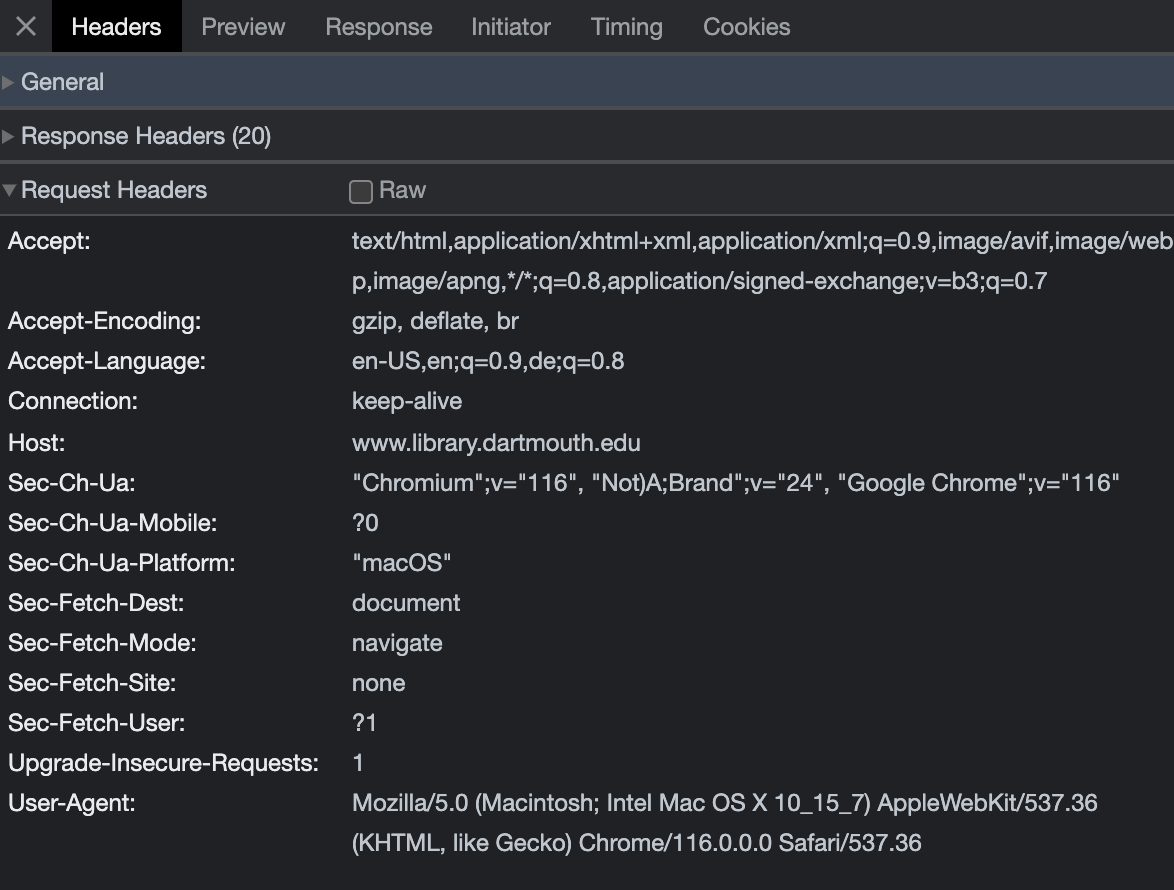 Headers Preview Response Initiator Timing Cookies
General
Response Headers (20)
Request Headers Raw
Accept: text/html,application/xhtml+xml,application/xml;q=0.9,image/avif,image/web
p,image/apng,*/*;q=0.8,application/signed-exchange;v=b3;q=0.7
Accept-Encoding: gzip, deflate, br
Accept-Language: en-US,en;q=0.9,de;q=0.8
Connection: keep-alive
Host: www.library.dartmouth.edu
Sec-Ch-Ua: "Chromium";v="116", "Not)A;Brand";v="24", "Google Chrome";v="116"
Sec-Ch-Ua-Mobile: ?0
Sec-Ch-Ua-Platform: "macOS"
Sec-Fetch-Dest: document
Sec-Fetch-Mode: navigate
Sec-Fetch-Site: none
Sec-Fetch-User: ?1
Upgrade-Insecure-Requests: 1
User-Agent: Mozilla/5.0 (Macintosh; Intel Mac OS X 10_15_7) AppleWebKit/537.36
(KHTML, like Gecko) Chrome/116.0.0.0 Safari/537.36